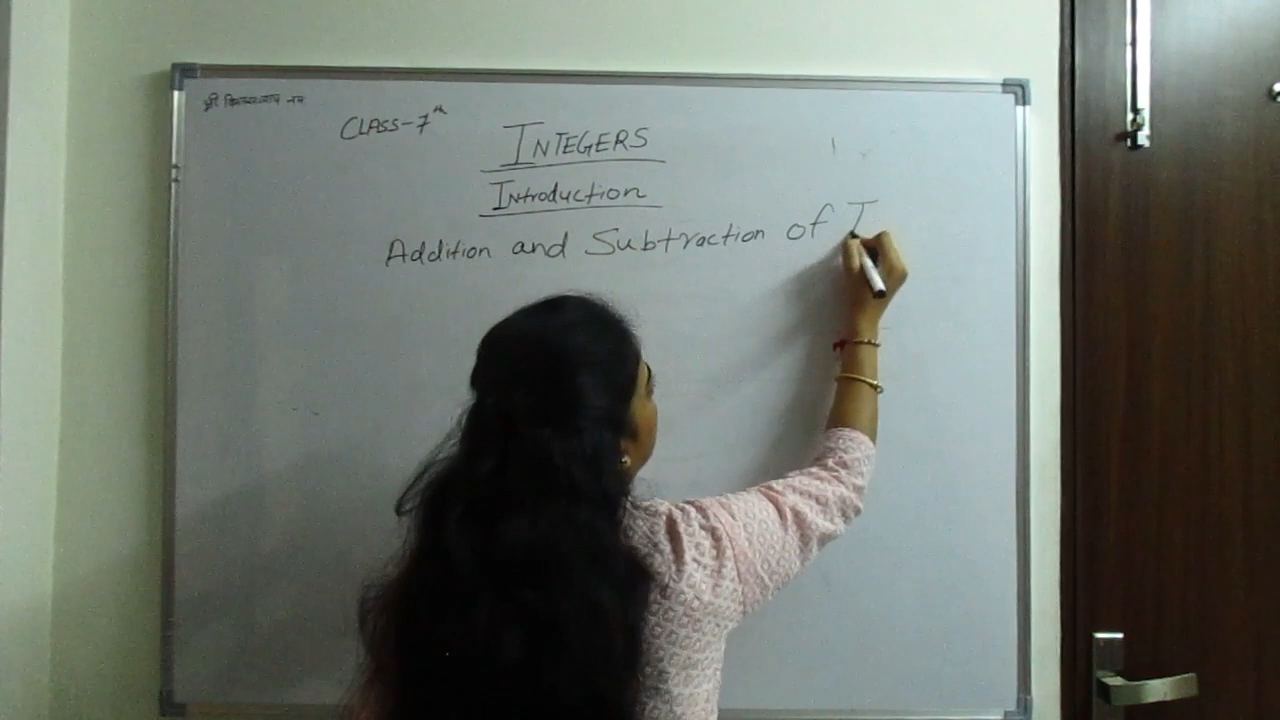 CLASS-7th
INTEGERS
Introduction
Addition and Subtraction of I